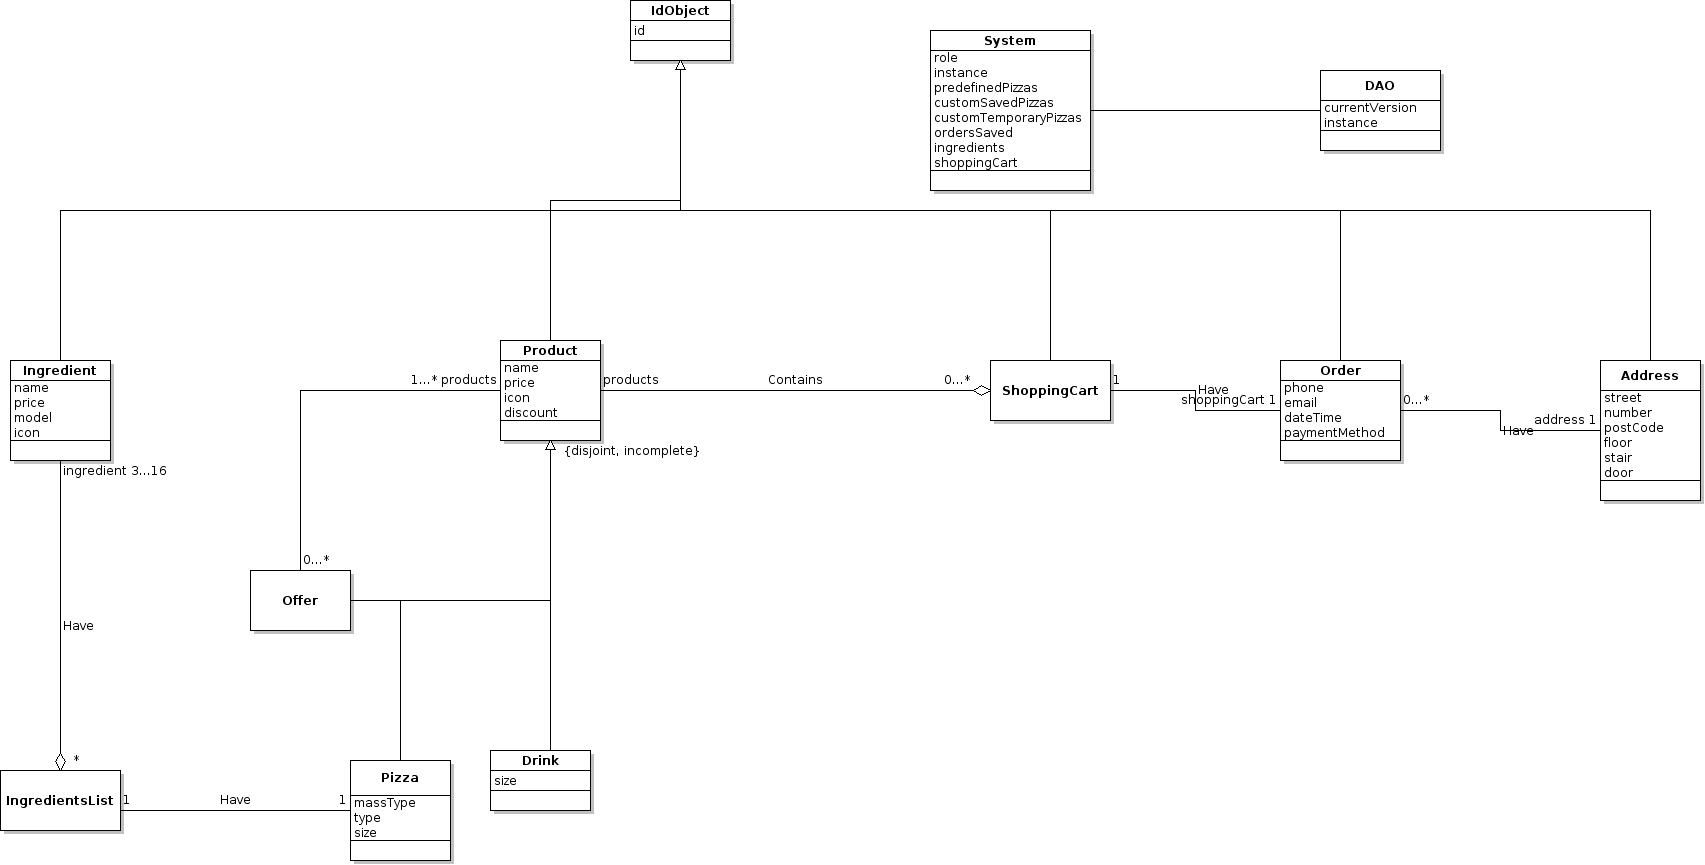 IdObject
id
System
role
instance
predefinedPizzas
customSavedPizzas
customTemporaryPizzas
ordersSaved
ingredients
shoppingCart
DAO
currentVersion
instance
Ingredient
name
price
model
icon
ingredient 3...16
Have
*
IngredientsList
1 Have 1
Product
name
price
icon
discount
{disjoint, incomplete}
1...* products
0...*
Offer
products Contains 0...*
ShoppingCart
1
Have
shoppingCart 1
Order
phone
email
dateTime
paymentMethod
0...*
Have
address 1
Address
street
number
postCode
floor
stair
door
Pizza
massType
type
size
Drink
size